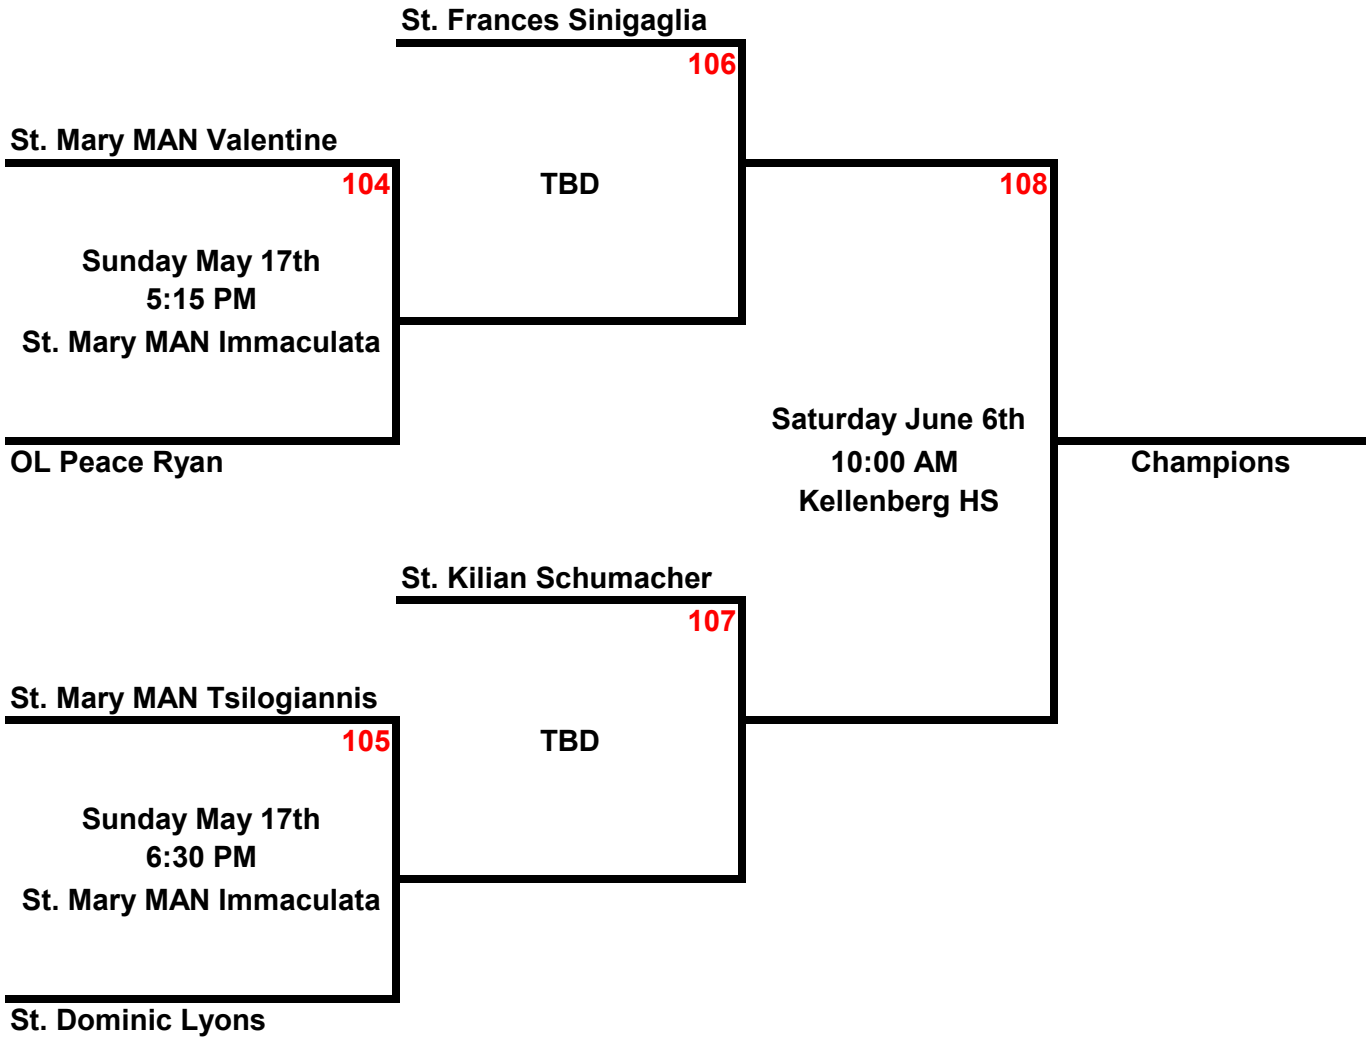 St. Frances Sinigaglia
106
St. Mary MAN Valentine
104
TBD
108
Sunday May 17th
5:15 PM
St. Mary MAN Immaculata
Saturday June 6th
10:00 AM
Kellenberg HS
OL Peace Ryan
Champions
St. Kilian Schumacher
107
St. Mary MAN Tsilogiannis
105
TBD
Sunday May 17th
6:30 PM
St. Mary MAN Immaculata
St. Dominic Lyons